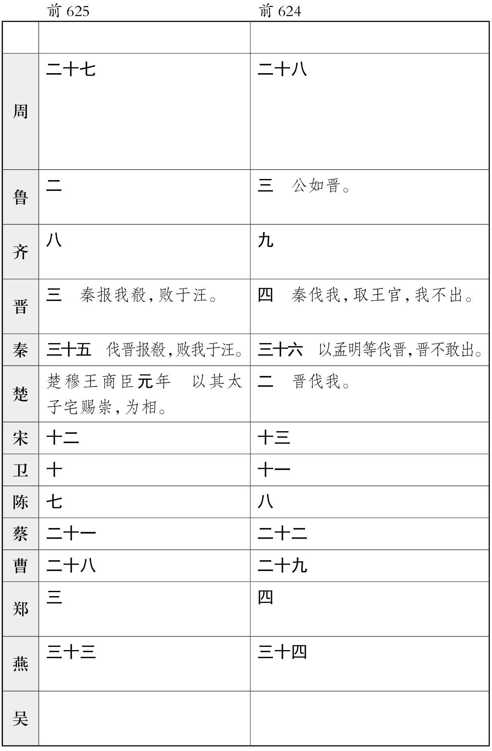 前 625 前 624
周 二十七 二十八
鲁 二 三 公如晋。
齐 八 九
晋 三 秦报我殽，败于汪。 四 秦伐我，取王官，我不出。
秦 三十五 伐晋报殽，败我于汪。 三十六 以孟明等伐晋，晋不敢出。
楚 楚穆王商臣元年 以其太 二 晋伐我。
子宅赐崇，为相。
宋 十二 十三
卫 十 十一
陈 七 八
蔡 二十一 二十二
曹 二十八 二十九
郑 三 四
燕 三十三 三十四
吴